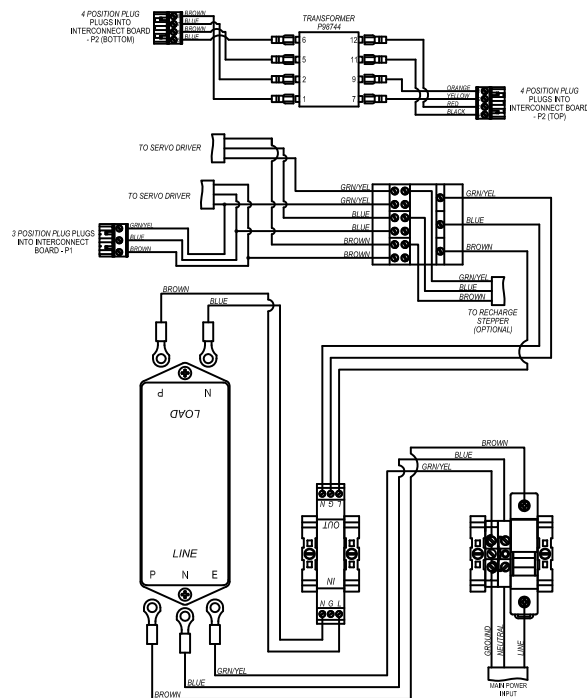 4 POSITION PLUG
PLUGS INTO
INTERCONNECT BOARD
- P2 (BOTTOM)
BROWN
BLUE
BROWN
BLUE
TRANSFORMER
P98744
6
5
2
1
12
11
9
7
ORANGE
YELLOW
RED
BLACK
4 POSITION PLUG
PLUGS INTO
INTERCONNECT BOARD
- P2 (TOP)
TO SERVO DRIVER
TO SERVO DRIVER
3 POSITION PLUG PLUGS
INTO INTERCONNECT
BOARD - P1
GRN/YEL
BLUE
BROWN
GRN/YEL
GRN/YEL
BLUE
BLUE
BROWN
BROWN
GRN/YEL
BLUE
BROWN
GRN/YEL
BLUE
BROWN
TO RECHARGE
STEPPER
(OPTIONAL)
BROWN
BLUE
P N
LOAD
LINE
P N E
N G L
OUT
IN
N G L
BROWN
BLUE
GRN/YEL
GROUND
NEUTRAL
LINE
MAIN POWER
INPUT
GRN/YEL
BLUE
BROWN